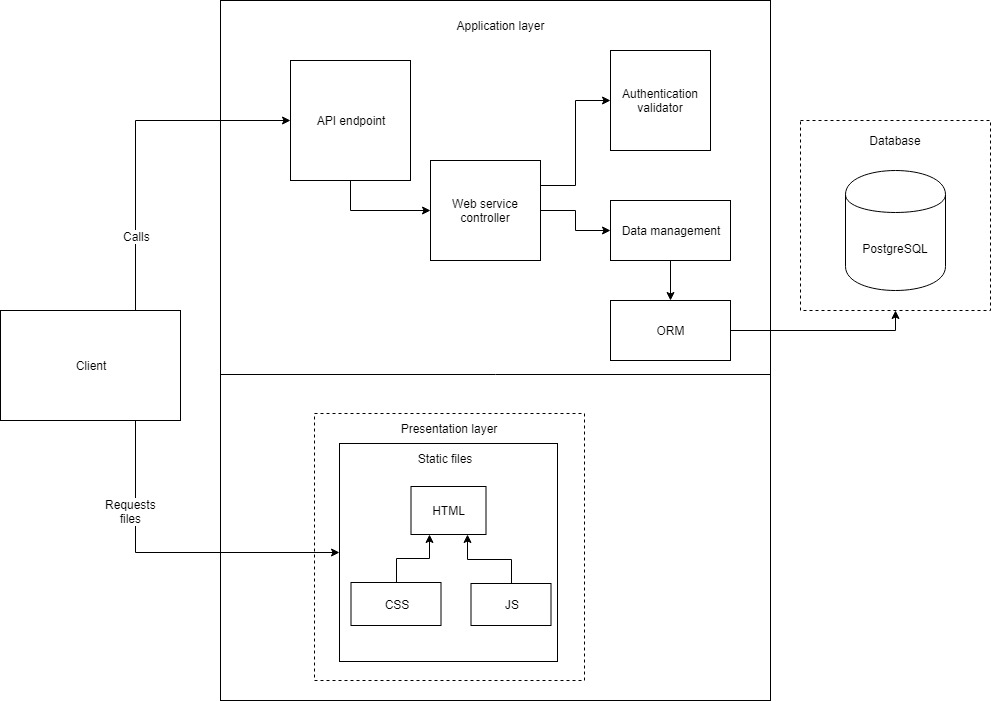 Application layer
API endpoint
Authentication
validator
Database
Web service
controller
Data management
PostgreSQL
Calls
ORM
Client
Presentation layer
Static files
Requests
files
HTML
CSS
JS